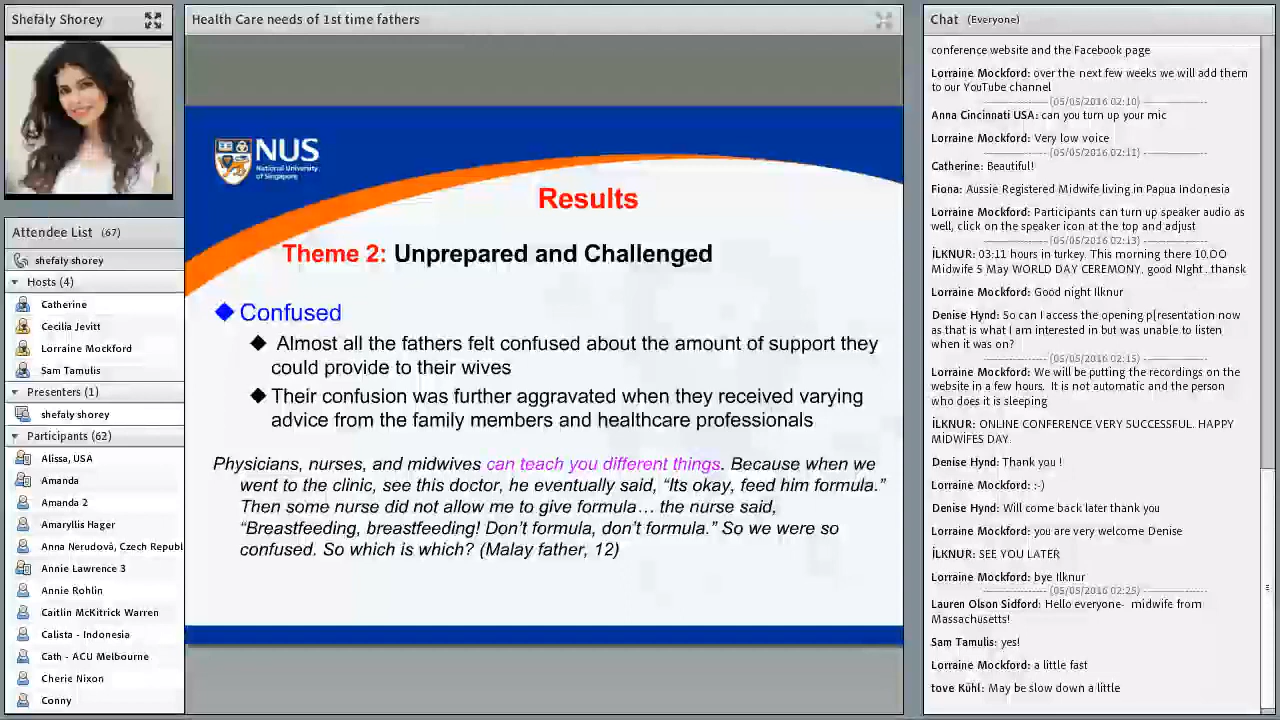 Shefaly Shorey
Attendee List (67)
shefaly shorey
Hosts (4)
Catherine
Cecilia Jevitt
Lorraine Mockford
Sam Tamulis
Presenters (1)
shefaly shorey
Participants (62)
Alissa, USA
Amanda
Amanda 2
Amaryllis Hager
Anna Nerudová, Czech Republ
Annie Lawrence 3
Annie Rohlin
Caitlin McKitrick Warren
Calista - Indonesia
Cath - ACU Melbourne
Cherie Nixon
Conny
Health Care needs of 1st time fathers
NUS
National University
of Singapore
Results
Theme 2: Unprepared and Challenged
Confused
Almost all the fathers felt confused about the amount of support they
could provide to their wives
Their confusion was further aggravated when they received varying
advice from the family members and healthcare professionals
Physicians, nurses, and midwives can teach you different things. Because when we
went to the clinic, see this doctor, he eventually said, “Its okay, feed him formula.”
Then some nurse did not allow me to give formula… the nurse said,
“Breastfeeding, breastfeeding! Don’t formula, don’t formula.” So we were so
confused. So which is which? (Malay father, 12)
Chat (Everyone)
conference website and the Facebook page
Lorraine Mockford: over the next few weeks we will add them
to our YouTube channel
(05/05/2016 02:10)
Anna Cincinnati USA: can you turn up your mic
Lorraine Mockford: Very low voice
(05/05/2016 02:11)
Catherine: Beautiful!
Fiona: Aussie Registered Midwife living in Papua Indonesia
Lorraine Mockford: Participants can turn up speaker audio as
well, click on the speaker icon at the top and adjust
(05/05/2016 02:13)
İLKNUR: 03:11 hours in turkey. This morning there 10.OO
Midwife 5 May WORLD DAY CEREMONY. good NIght . thansk
Lorraine Mockford: Good night Ilknur
Denise Hynd: So can I access the opening p[resentation now
as that is what I am interested in but was unable to listen
when it was on?
(05/05/2016 02:15)
Lorraine Mockford: We will be putting the recordings on the
website in a few hours. It is not automatic and the person
who does it is sleeping
İLKNUR: ONLINE CONFERENCE VERY SUCCESSFUL. HAPPY
MİDWİFES DAY.
Denise Hynd: Thank you !
Lorraine Mockford: :-)
Denise Hynd: Will come back later thank you
Lorraine Mockford: you are very welcome Denise
İLKNUR: SEE YOU LATER
Lorraine Mockford: bye Ilknur
(05/05/2016 02:25)
Lauren Olson Sidford: Hello everyone- midwife from
Massachusetts!
Sam Tamulis: yes!
Lorraine Mockford: a little fast
tove Kühl: May be slow down a little